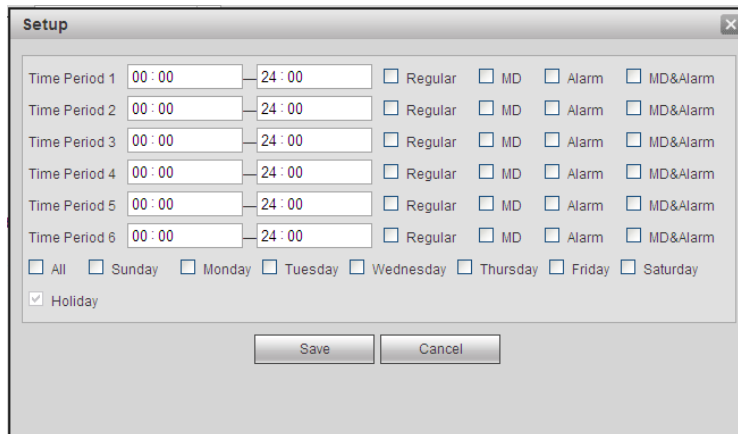 Setup
Time Period 1 00:00 — 24:00 Regular MD Alarm MD&Alarm
Time Period 2 00:00 — 24:00 Regular MD Alarm MD&Alarm
Time Period 3 00:00 — 24:00 Regular MD Alarm MD&Alarm
Time Period 4 00:00 — 24:00 Regular MD Alarm MD&Alarm
Time Period 5 00:00 — 24:00 Regular MD Alarm MD&Alarm
Time Period 6 00:00 — 24:00 Regular MD Alarm MD&Alarm
All Sunday Monday Tuesday Wednesday Thursday Friday Saturday
Holiday
Save Cancel